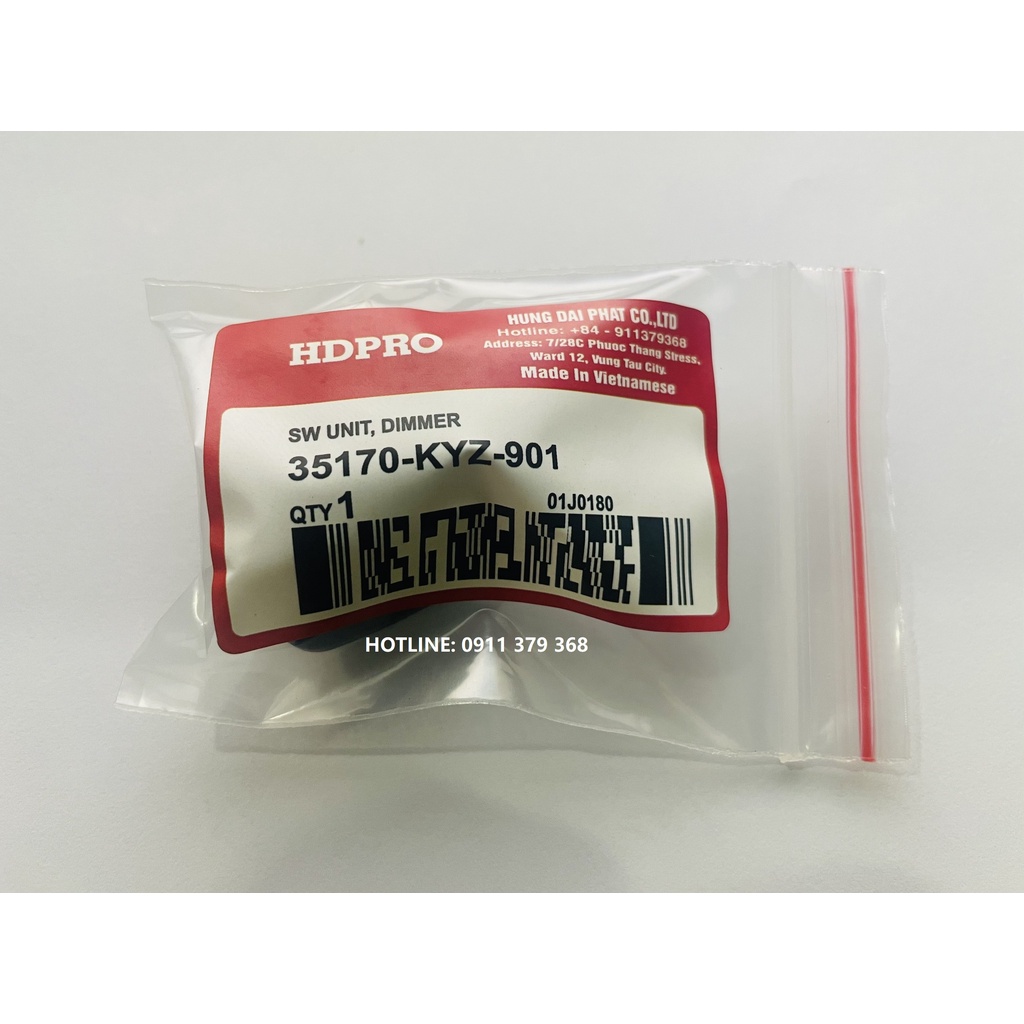 HDPRO
HUNG DAI PHAT CO.,LTD
Hotline: +84 - 911379368
Address: 7/28C Phuoc Thang Stress,
Ward 12, Vung Tau City.
Made In Vietnamese
SW UNIT, DIMMER
35170-KYZ-901
QTY 1
01J0180
HOTLINE: 0911 379 368